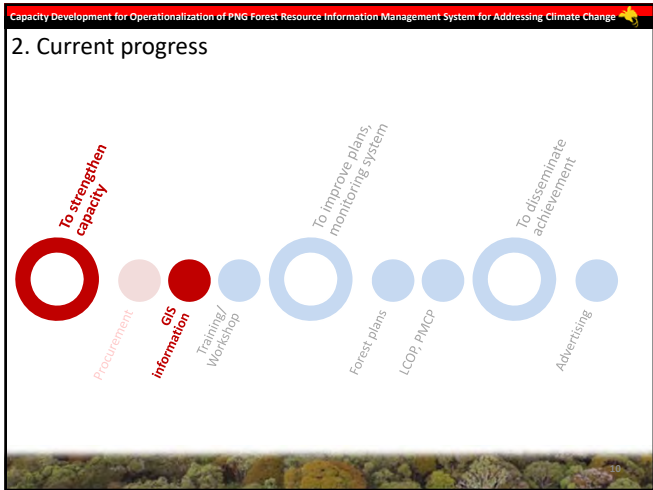 Capacity Development for Operationalization of PNG Forest Resource Information Management System for Addressing Climate Change
2. Current progress
To strengthen
capacity
Procurement
GIS
information
Training/
Workshop
To improve plans,
monitoring system
Forest plans
LCOP, PMCP
To disseminate
achievement
Advertising
10